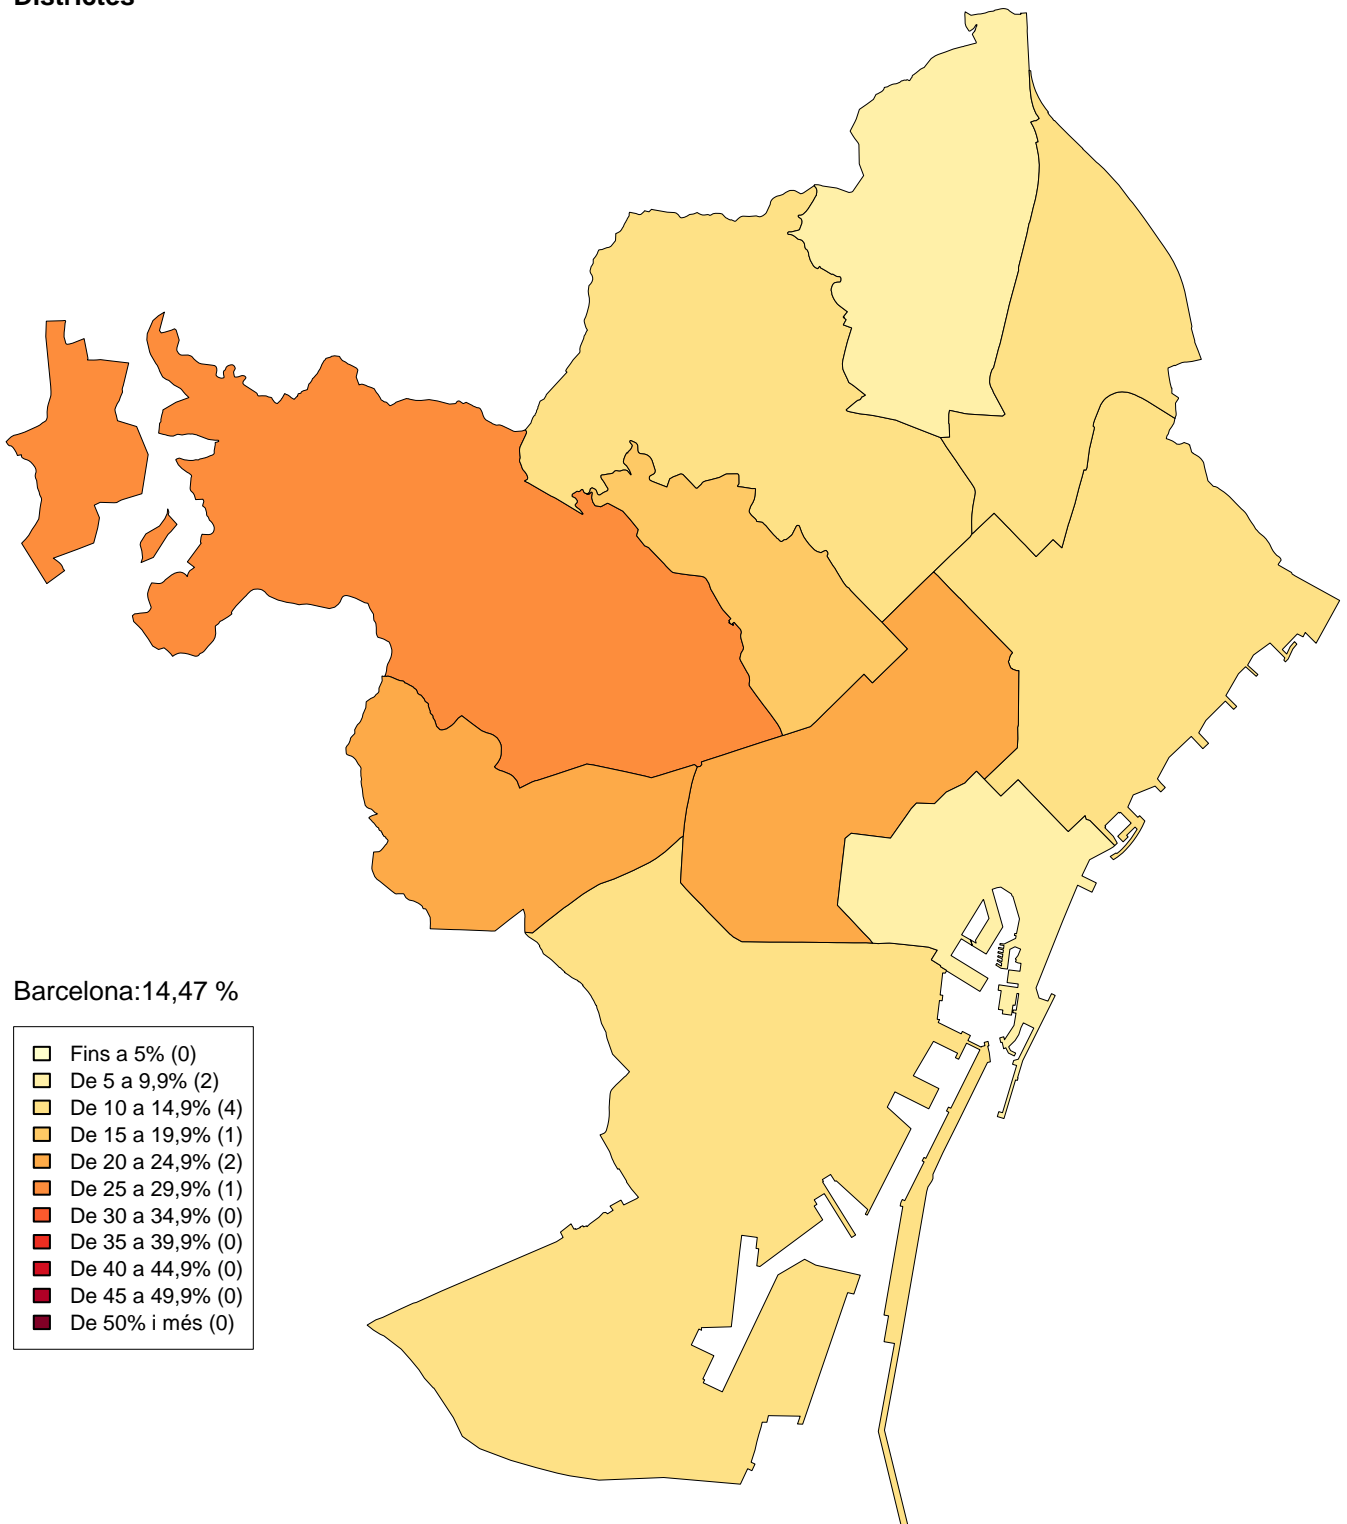 Districtes
Barcelona:14,47 %
Fins a 5% (0)
De 5 a 9,9% (2)
De 10 a 14,9% (4)
De 15 a 19,9% (1)
De 20 a 24,9% (2)
De 25 a 29,9% (1)
De 30 a 34,9% (0)
De 35 a 39,9% (0)
De 40 a 44,9% (0)
De 45 a 49,9% (0)
De 50% i més (0)